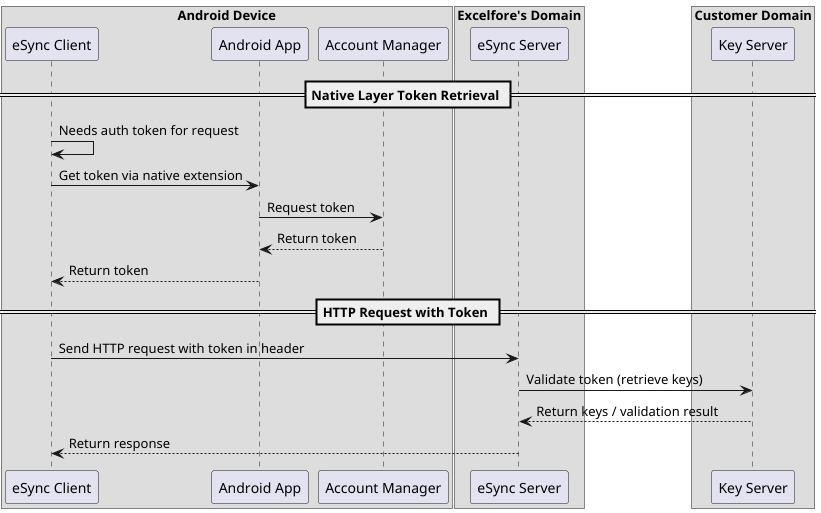 Android Device
Excelfore's Domain
Customer Domain
eSync Client
Android App
Account Manager
eSync Server
Key Server
Native Layer Token Retrieval
Needs auth token for request
Get token via native extension
Request token
Return token
Return token
HTTP Request with Token
Send HTTP request with token in header
Validate token (retrieve keys)
Return keys / validation result
Return response
eSync Client
Android App
Account Manager
eSync Server
Key Server